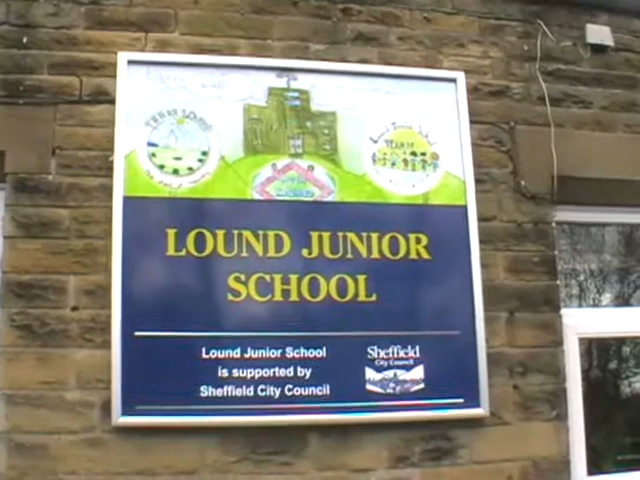 LOUND JUNIOR
SCHOOL
Lound Junior School
is supported by
Sheffield City Council
Sheffield
City Council